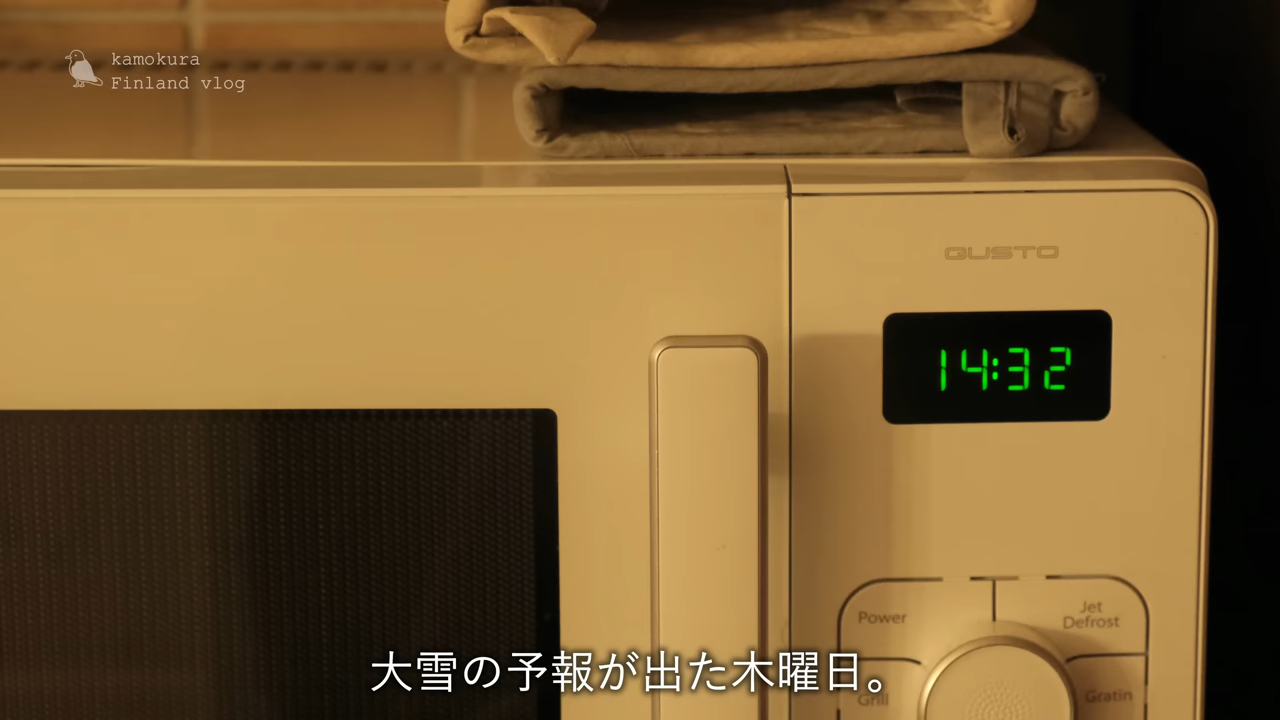 kamokura
Finland vlog
GUSTO
14:32
Power
Jet
Defrost
Grill
Gratin
大雪の予報が出た木曜日。